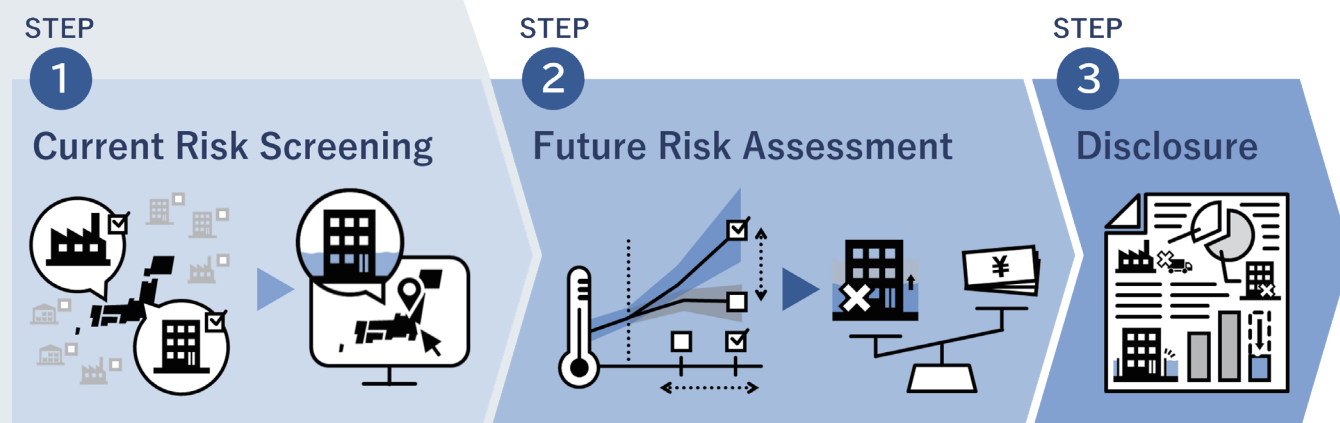 STEP
1
Current Risk Screening
STEP
2
Future Risk Assessment
¥
STEP
3
Disclosure